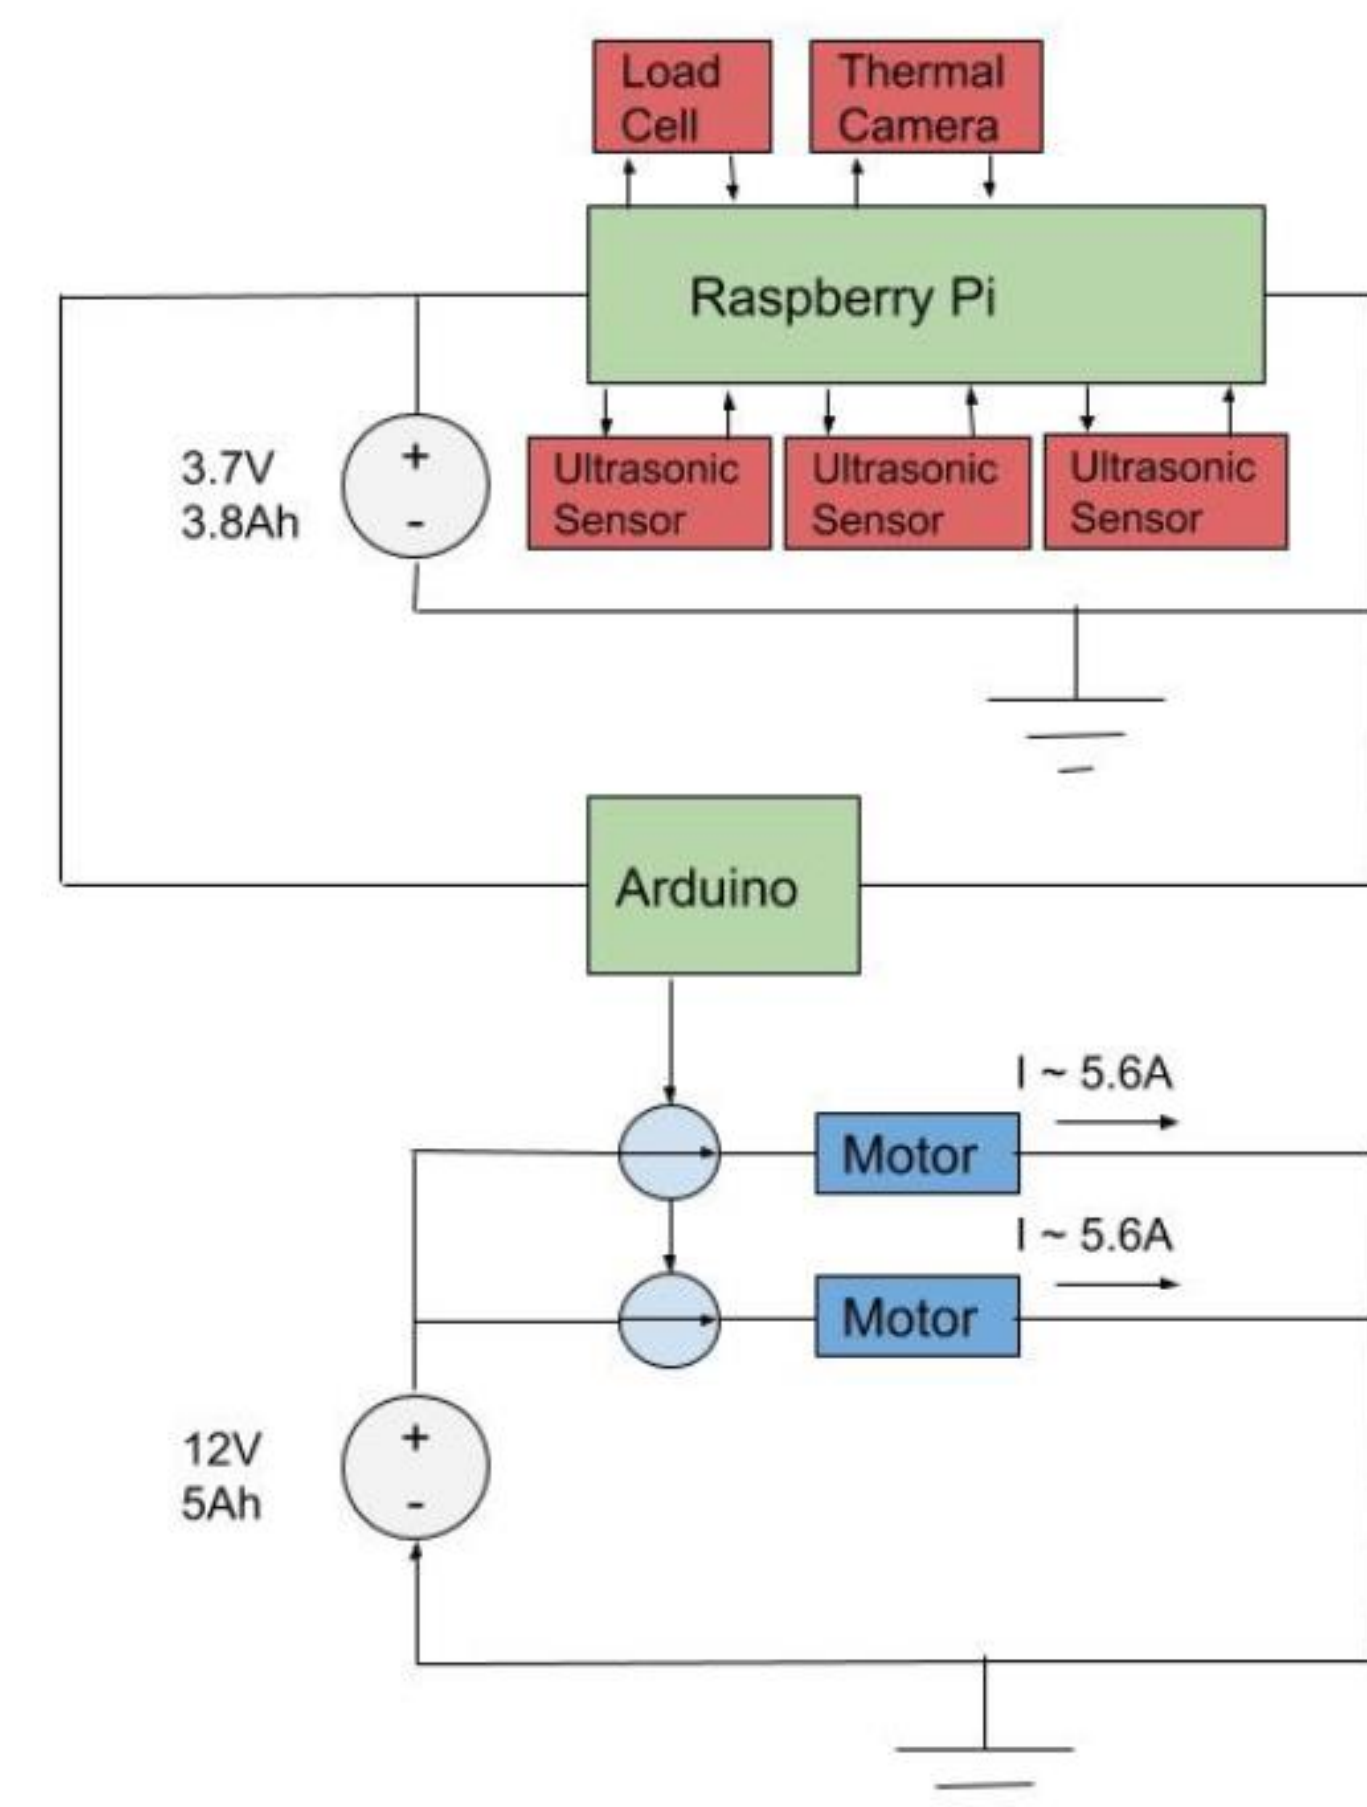 Load
Cell
Thermal
Camera
Raspberry Pi
3.7V
3.8Ah
+
-
Ultrasonic
Sensor
Ultrasonic
Sensor
Ultrasonic
Sensor
Arduino
I ~ 5.6A
Motor
I ~ 5.6A
Motor
12V
5Ah
+
-